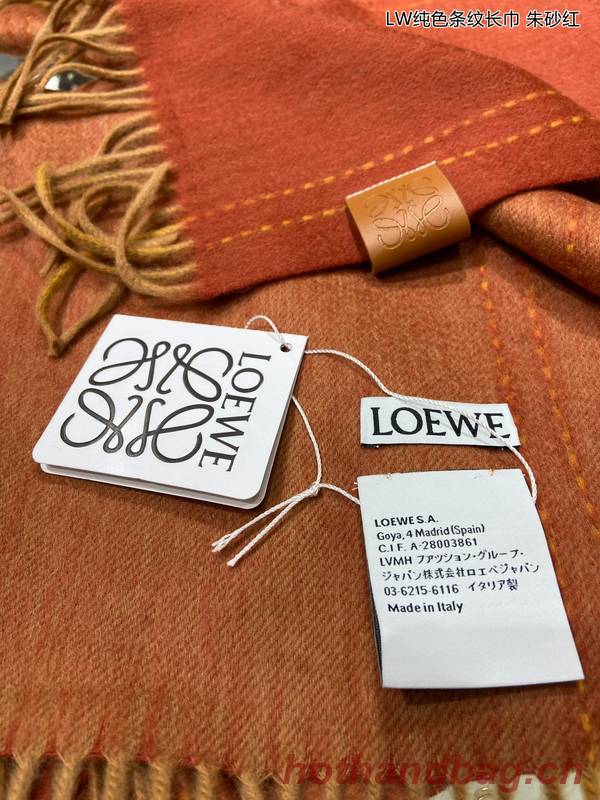 LW纯色条纹长巾 朱砂红
LOEWE
LOEWE
LOEWE S.A.
Goya, 4 Madrid (Spain)
C.I.F. A-28003861
LVMH ファッション・グループ・
ジャパン株式会社ロエベジャパン
03-6215-6116 イタリア製
Made in Italy
hothandbag.cn